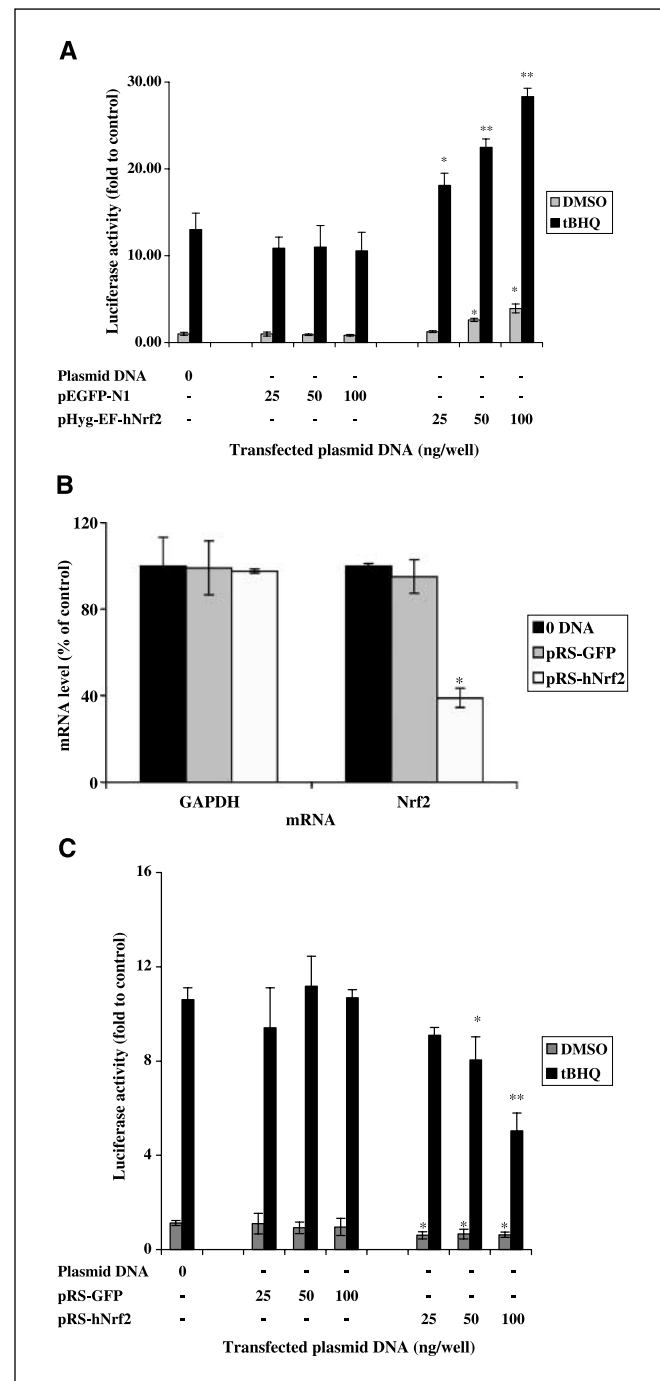 A
Luciferase activity (fold to control)
30.00
20.00
10.00
0.00
*
**
**
*
*
DMSO
tBHQ
Plasmid DNA 0 - - - - - -
pEGFP-N1 - 25 50 100 - - -
pHyg-EF-hNrf2 - - - - 25 50 100
Transfected plasmid DNA (ng/well)
B
mRNA level (% of control)
120
80
40
0
*
0 DNA
pRS-GFP
pRS-hNrf2
GAPDH Nrf2
mRNA
C
Luciferase activity (fold to control)
16
12
8
4
0
*
**
* * *
DMSO
tBHQ
Plasmid DNA 0 - - - - - -
pRS-GFP - 25 50 100 - - -
pRS-hNrf2 - - - - 25 50 100
Transfected plasmid DNA (ng/well)